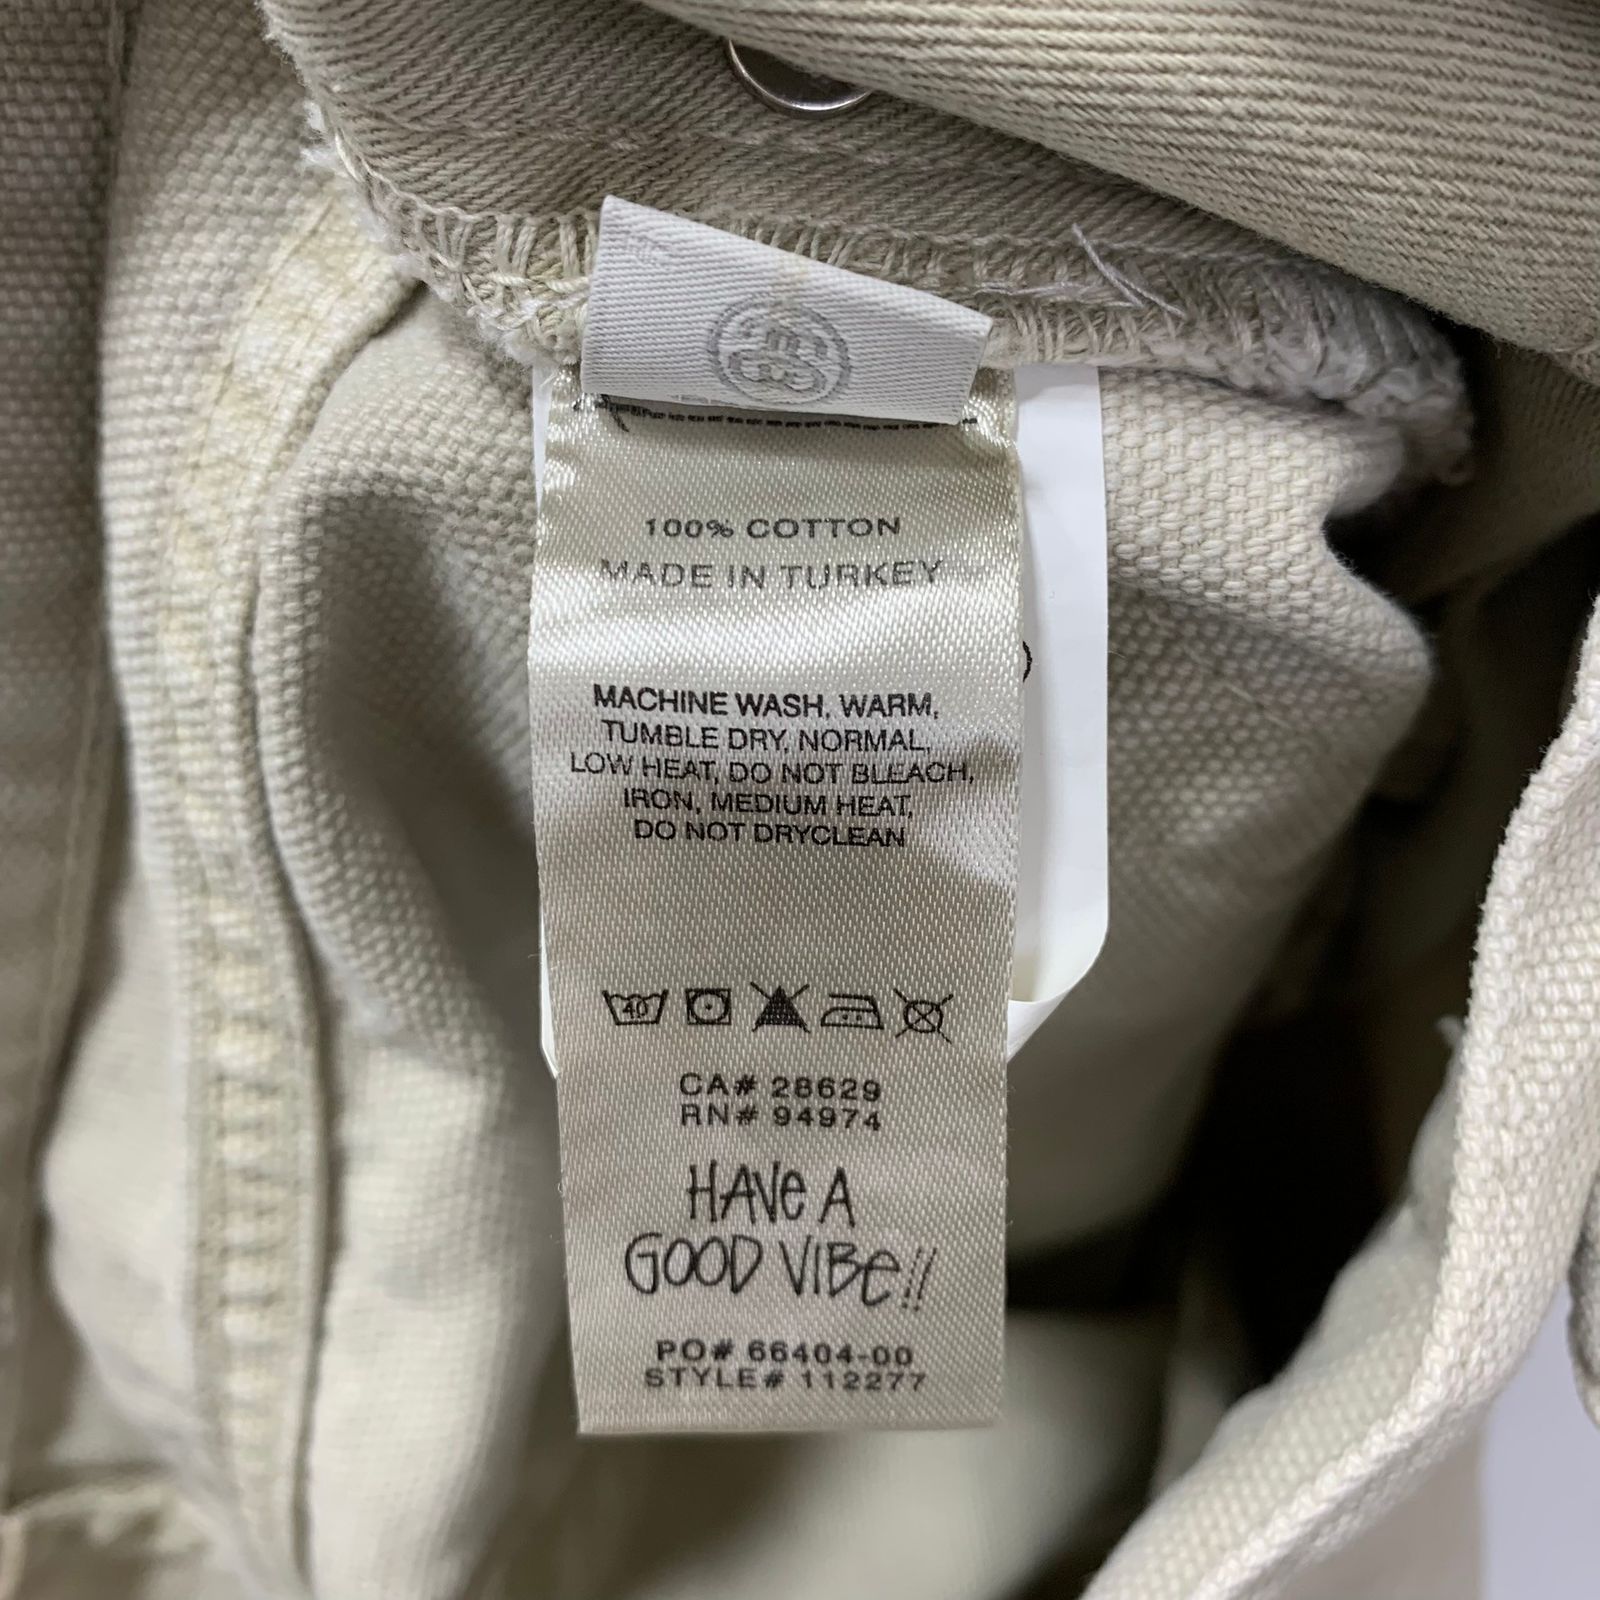 100% COTTON
MADE IN TURKEY
MACHINE WASH, WARM,
TUMBLE DRY, NORMAL,
LOW HEAT, DO NOT BLEACH,
IRON, MEDIUM HEAT,
DO NOT DRYCLEAN
40
CA# 28629
RN# 94974
HAVe A
GOOD VIBe!!
PO# 66404-00
STYLE# 112277